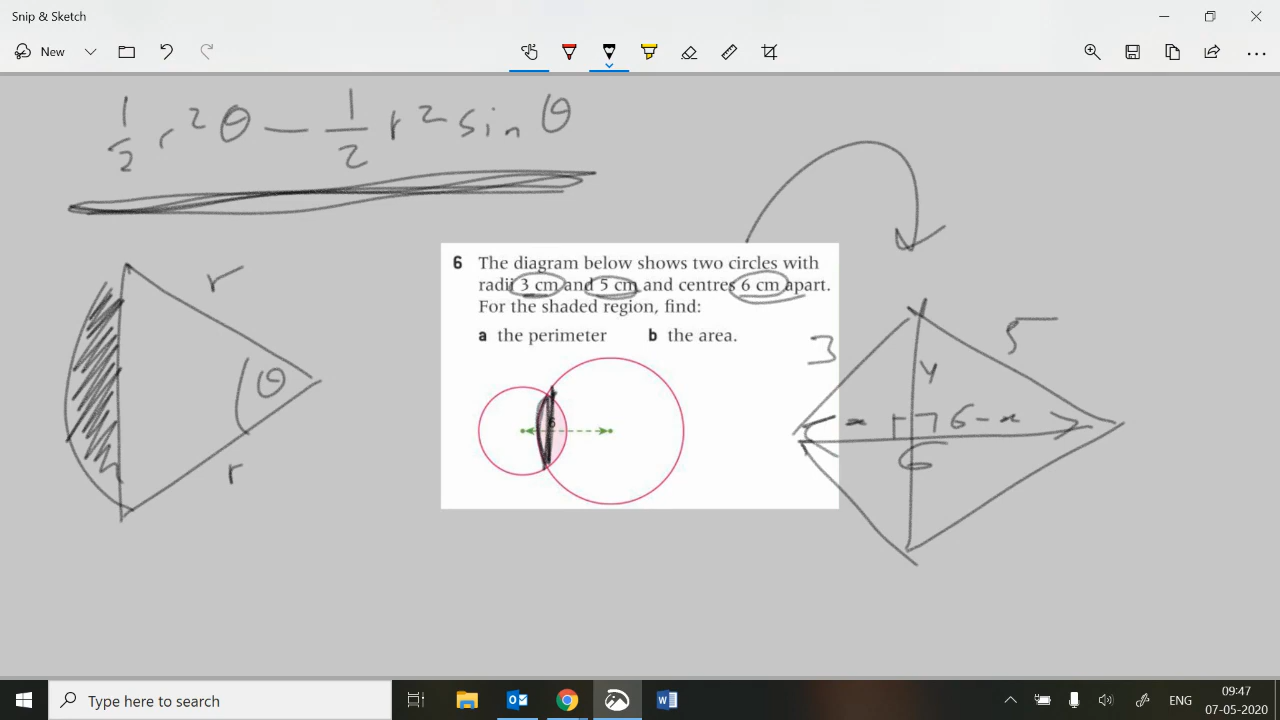 Snip & Sketch
New
1/2 r²θ – 1/2 r² sin θ
r
θ
r
6 The diagram below shows two circles with
radii 3 cm and 5 cm and centres 6 cm apart.
For the shaded region, find:
a the perimeter b the area.
6
3
5
y
x
6-x
6
Type here to search
ENG
09:47
07-05-2020